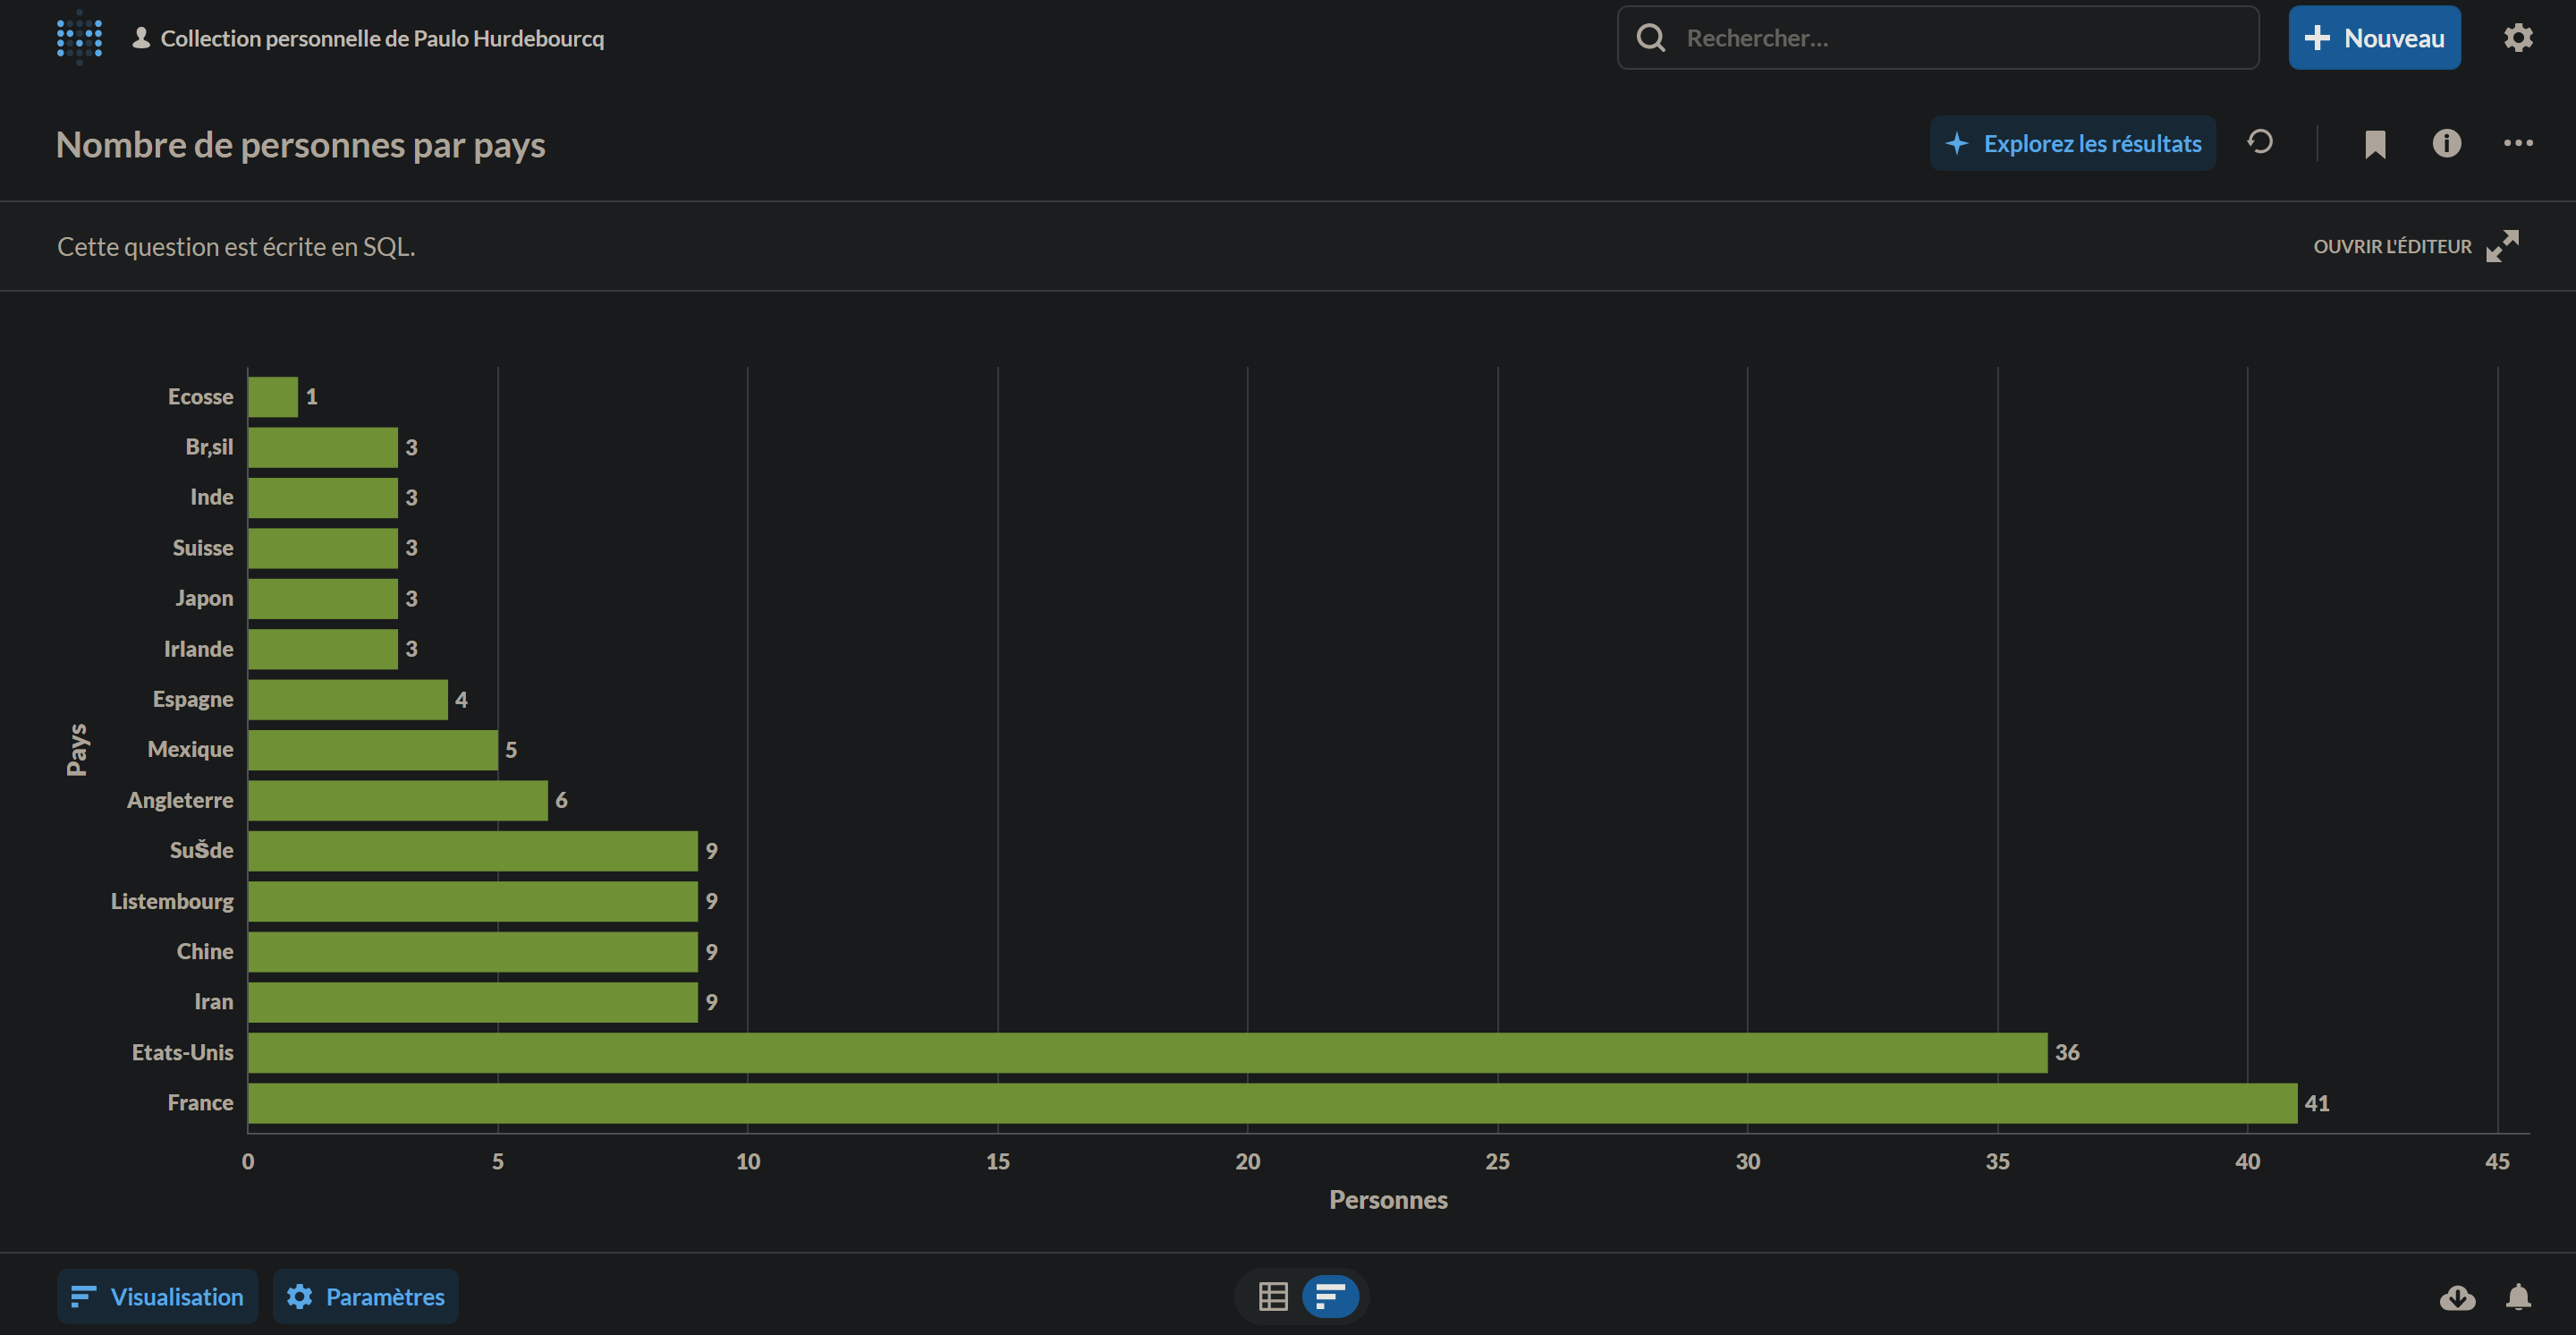 Collection personnelle de Paulo Hurdebourcq
Rechercher...
Nouveau
Nombre de personnes par pays
Explorez les résultats
Cette question est écrite en SQL.
OUVRIR L'ÉDITEUR
Pays
Ecosse 1
Br,sil 3
Inde 3
Suisse 3
Japon 3
Irlande 3
Espagne 4
Mexique 5
Angleterre 6
SuŠde 9
Listembourg 9
Chine 9
Iran 9
Etats-Unis 36
France 41
0 5 10 15 20 25 30 35 40 45
Personnes
Visualisation
Paramètres